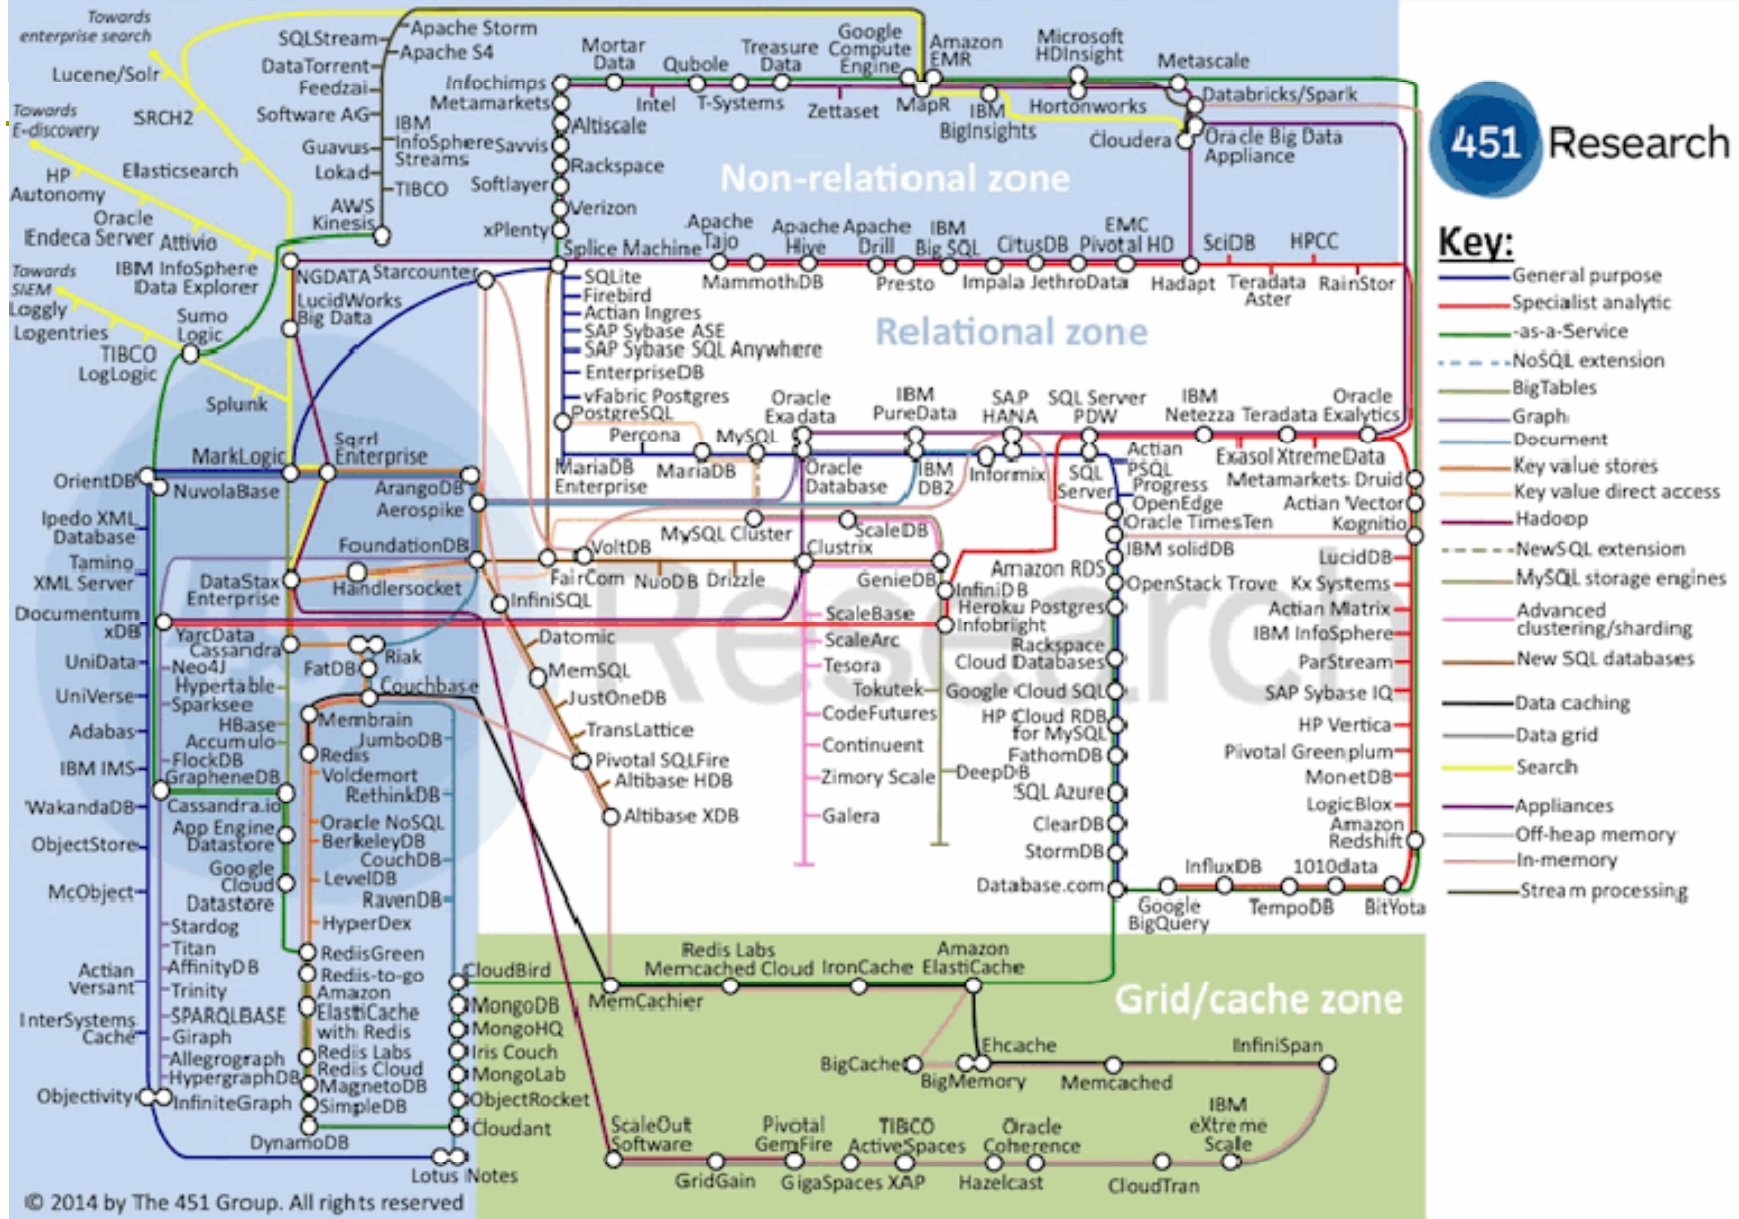 Towards
enterprise search
Lucene/Solr
Towards
E-discovery
SRCH2
Elasticsearch
HP
Autonomy
Oracle
Endeca Server
Attivio
IBM InfoSphere
Data Explorer
Towards
SIEM
Loggly
Logentries
Sumo
Logic
TIBCO
LogLogic
Splunk
SQLStream
DataTorrent
Feedzai
Software AG
Guavus
Lokad
AWS
Kinesis
Apache Storm
Apache S4
IBM
InfoSphere
Streams
TIBCO
Infochimps
Metamarkets
Altiscale
Savvis
Rackspace
Softlayer
Verizon
xPlenty
Splice Machine
Mortar
Data
Intel
Qubole
T-Systems
Treasure
Data
Zettaset
Google
Compute
Engine
Amazon
EMR
MapR
IBM
BigInsights
Microsoft
HDInsight
Hortonworks
Metascale
Databricks/Spark
Cloudera
Oracle Big Data
Appliance
Non-relational zone
NGDATA
Starcounter
LucidWorks
Big Data
Apache
Tajo
MammothDB
Apache
Hive
Apache
Drill
Presto
IBM
Big SQL
Impala
CitusDB
JethroData
EMC
Pivotal HD
Hadapt
SciDB
Teradata
Aster
HPCC
RainStor
Relational zone
SQLite
Firebird
Actian Ingres
SAP Sybase ASE
SAP Sybase SQL Anywhere
EnterpriseDB
vFabric Postgres
PostgreSQL
Percona
MySQL
MariaDB
Enterprise
MariaDB
Oracle
Exadata
Oracle
Database
IBM
PureData
IBM
DB2
SAP
HANA
Informix
SQL Server
PDW
SQL
Server
IBM
Netezza
Teradata
Oracle
Exalytics
Exasol
XtremeData
Actian
PSQL
Progress
OpenEdge
Oracle TimesTen
IBM solidDB
Metamarkets Druid
Actian Vector
Kognitio
LucidDB
Kx Systems
Actian Matrix
IBM InfoSphere
ParStream
SAP Sybase IQ
HP Vertica
Pivotal Greenplum
MonetDB
LogicBlox
Amazon
Redshift
InfluxDB
1010data
Google
BigQuery
TempoDB
BitYota
MarkLogic
Sqrrl
Enterprise
OrientDB
NuvolaBase
ArangoDB
Aerospike
Ipedo XML
Database
Tamino
XML Server
Documentum
xDB
UniData
UniVerse
Adabas
IBM IMS
WakandaDB
ObjectStore
McObject
Actian
Versant
InterSystems
Caché
Objectivity
FoundationDB
DataStax
Enterprise
Handlersocket
YarcData
Cassandra
Neo4J
Hypertable
Sparksee
HBase
Accumulo
FlockDB
GrapheneDB
Cassandra.io
App Engine
Datastore
Google
Cloud
Datastore
Stardog
Titan
AffinityDB
Trinity
SPARQLBASE
Giraph
Allegrograph
HypergraphDB
InfiniteGraph
Riak
FatDB
Couchbase
Membrain
JumboDB
Redis
Voldemort
RethinkDB
Oracle NoSQL
BerkeleyDB
CouchDB
LevelDB
RavenDB
HyperDex
RedisGreen
Redis-to-go
Amazon
ElastiCache
with Redis
Redis Labs
Redis Cloud
MagnetoDB
SimpleDB
DynamoDB
CloudBird
MongoDB
MongoHQ
Iris Couch
MongoLab
ObjectRocket
Cloudant
Lotus Notes
MySQL Cluster
ScaleDB
VoltDB
FairCom
NuoDB
Drizzle
Clustrix
GenieDB
InfiniSQL
InfiniDB
Infobright
Datomic
MemSQL
JustOneDB
TransLattice
Pivotal SQLFire
Altibase HDB
Altibase XDB
ScaleBase
ScaleArc
Tesora
CodeFutures
Continuent
Zimory Scale
Galera
Tokutek
DeepDB
Amazon RDS
OpenStack Trove
Heroku Postgres
Rackspace
Cloud Databases
Google Cloud SQL
HP Cloud RDB
for MySQL
FathomDB
SQL Azure
ClearDB
StormDB
Database.com
MemCachier
Redis Labs
Memcached Cloud
IronCache
Amazon
ElastiCache
Grid/cache zone
BigCache
BigMemory
Ehcache
Memcached
InfiniSpan
ScaleOut
Software
GridGain
Pivotal
GemFire
GigaSpaces XAP
TIBCO
ActiveSpaces
Oracle
Coherence
Hazelcast
CloudTran
IBM
eXtreme
Scale
451 Research
© 2014 by The 451 Group. All rights reserved
451 Research
Key:
General purpose
Specialist analytic
-as-a-Service
NoSQL extension
BigTables
Graph
Document
Key value stores
Key value direct access
Hadoop
NewSQL extension
MySQL storage engines
Advanced
clustering/sharding
New SQL databases
Data caching
Data grid
Search
Appliances
Off-heap memory
In-memory
Stream processing